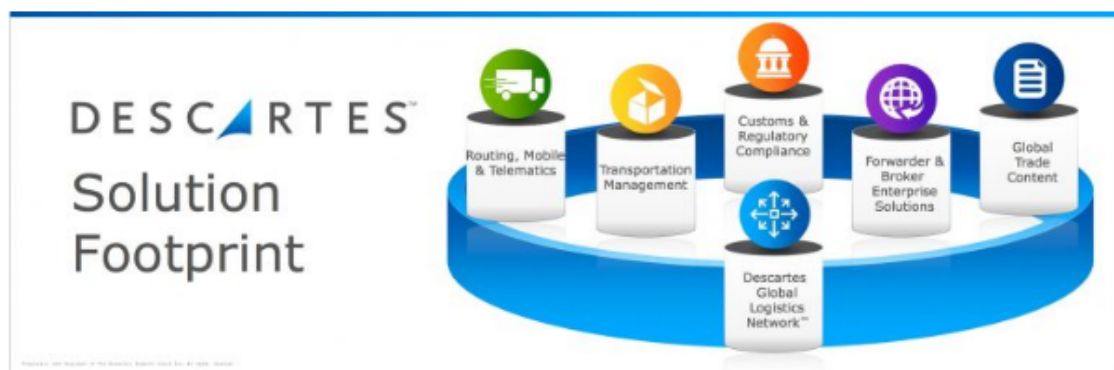 DESCARTES™
Solution
Footprint
Routing, Mobile
& Telematics
Transportation
Management
Customs &
Regulatory
Compliance
Forwarder &
Broker
Enterprise
Solutions
Global
Trade
Content
Descartes
Global
Logistics
Network™